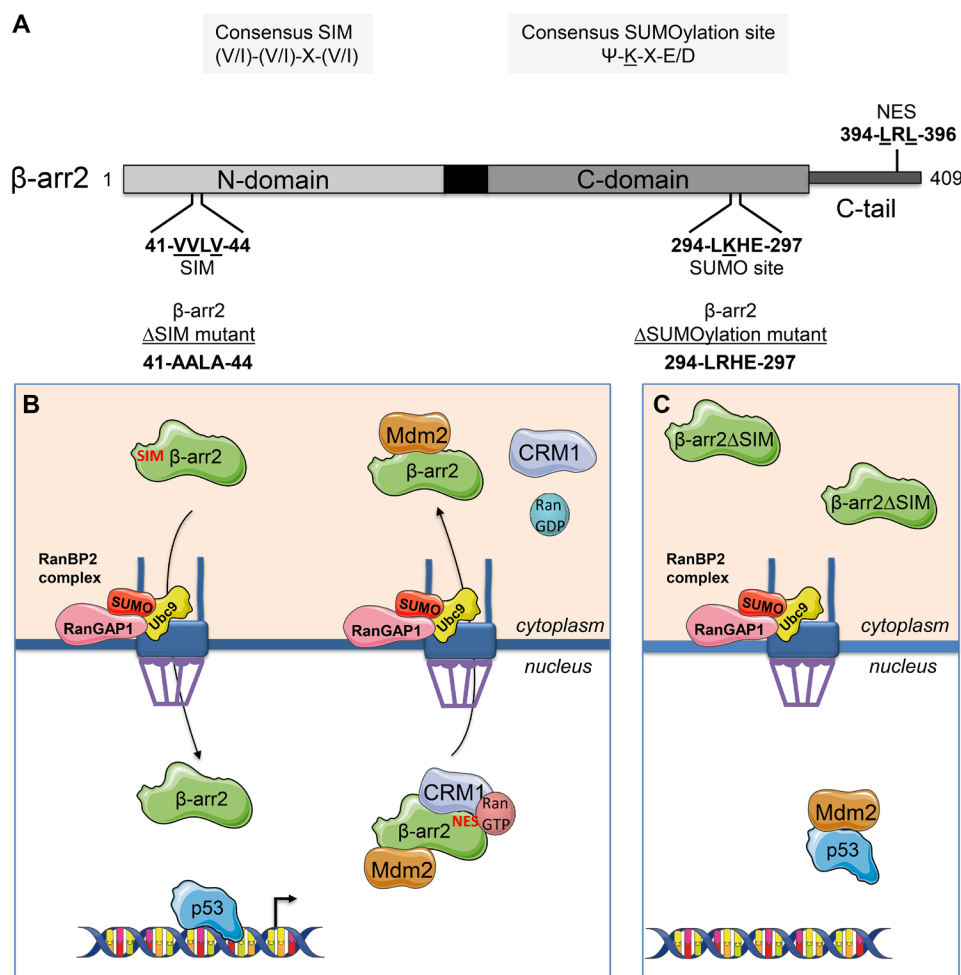 A
Consensus SIM
(V/I)-(V/I)-X-(V/I)
Consensus SUMOylation site
Ψ-K-X-E/D
NES
394-LRL-396
β-arr2
1
N-domain
C-domain
409
C-tail
41-VVLV-44
SIM
294-LKHE-297
SUMO site
β-arr2
ΔSIM mutant
41-AALA-44
β-arr2
ΔSUMOylation mutant
294-LRHE-297
B
SIM β-arr2
Mdm2
β-arr2
CRM1
Ran
GDP
RanBP2
complex
SUMO
Ubc9
RanGAP1
SUMO
Ubc9
RanGAP1
cytoplasm
nucleus
β-arr2
CRM1
Ran
GTP
NES
β-arr2
Mdm2
p53
C
β-arr2ΔSIM
β-arr2ΔSIM
RanBP2
complex
SUMO
Ubc9
RanGAP1
cytoplasm
nucleus
Mdm2
p53